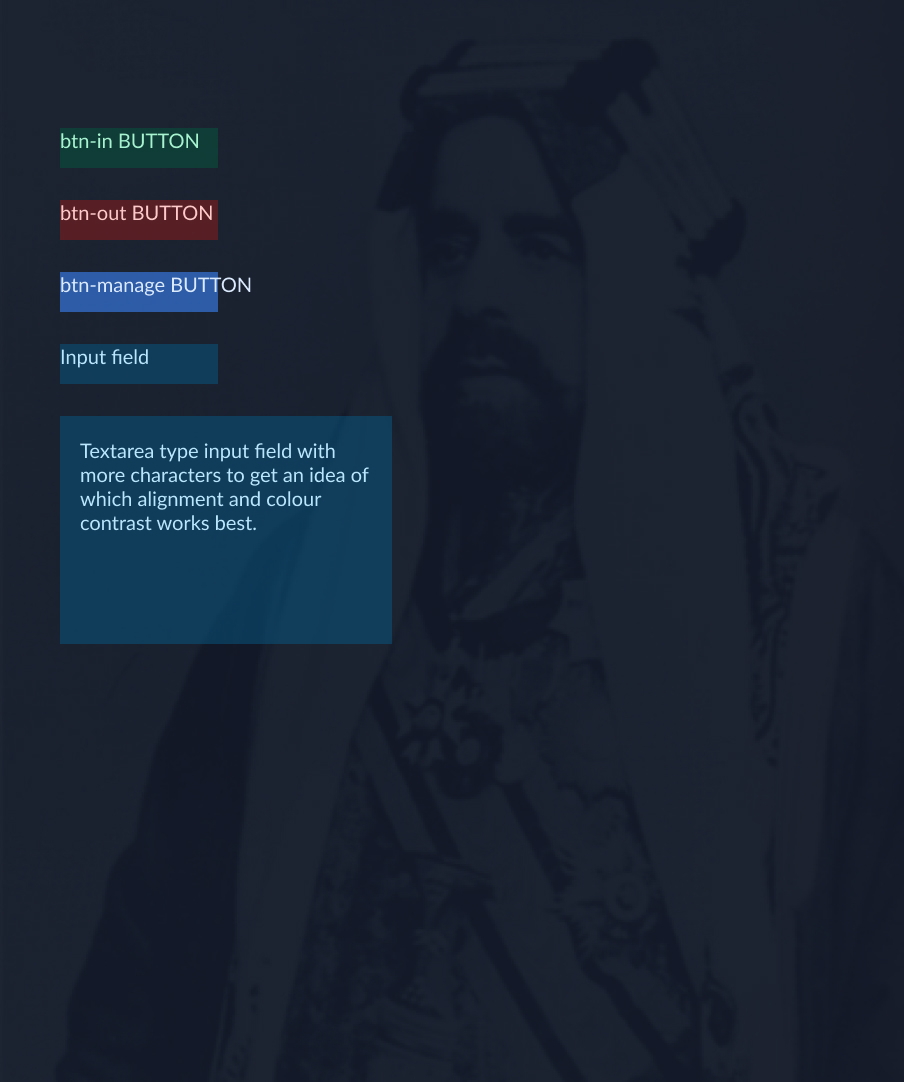 btn-in BUTTON
btn-out BUTTON
btn-manage BUTTON
Input field
Textarea type input field with
more characters to get an idea of
which alignment and colour
contrast works best.